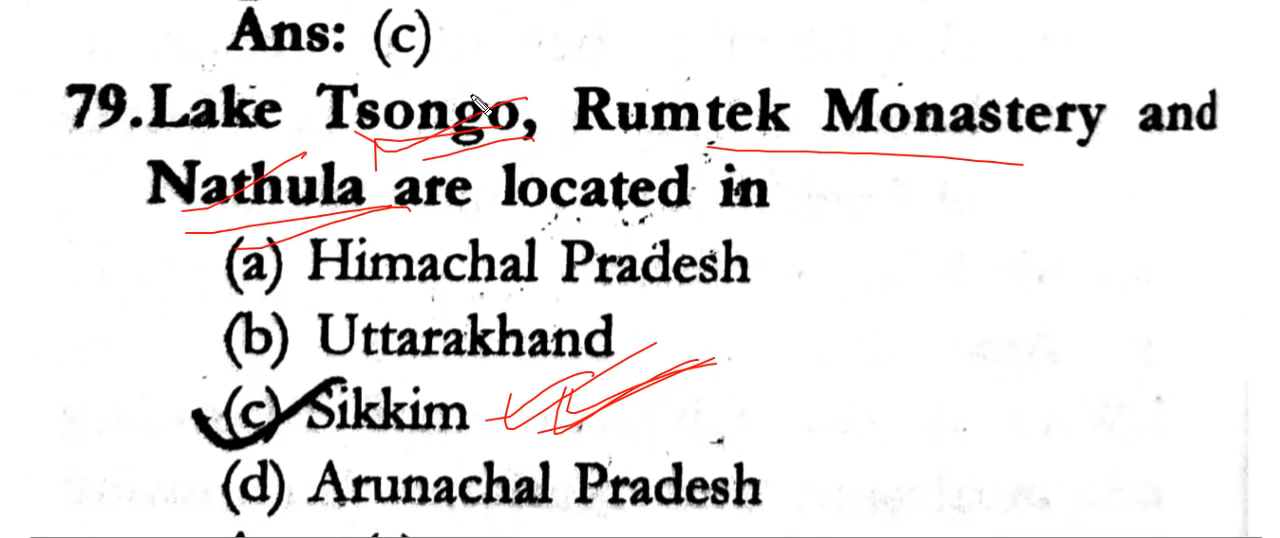 Ans: (c)
79. Lake Tsongo, Rumtek Monastery and
Nathula are located in
(a) Himachal Pradesh
(b) Uttarakhand
(c) Sikkim
(d) Arunachal Pradesh